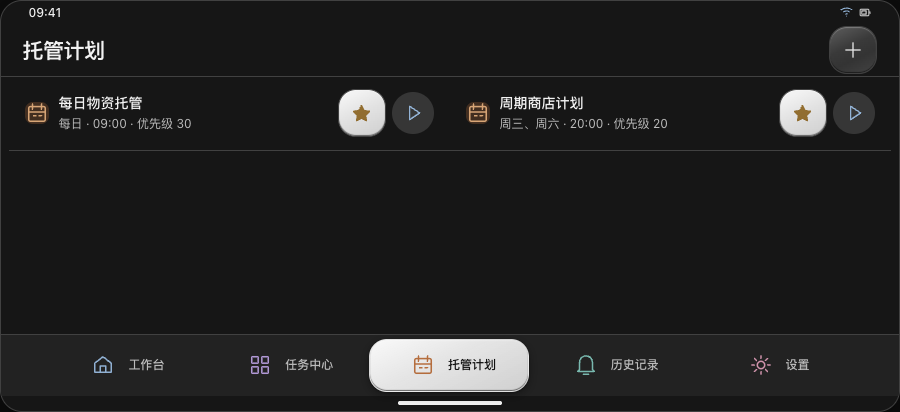 09:41
托管计划
每日物资托管
每日 · 09:00 · 优先级 30
周期商店计划
周三、周六 · 20:00 · 优先级 20
工作台
任务中心
托管计划
历史记录
设置